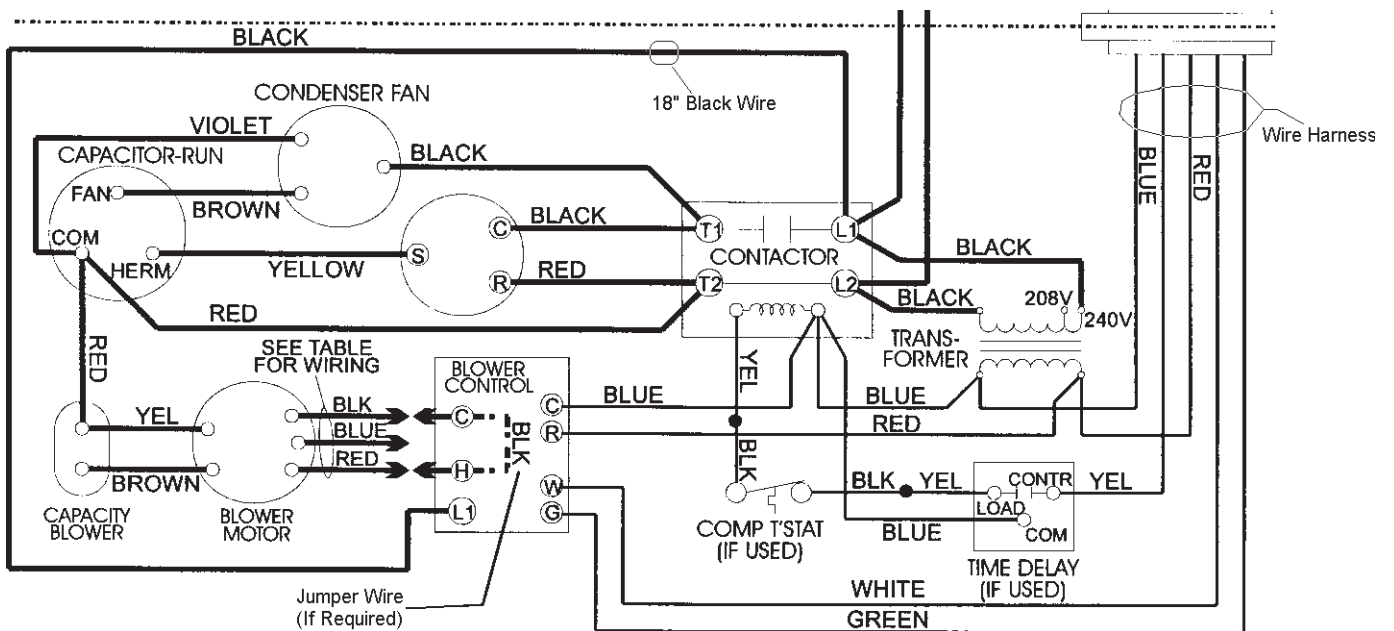 BLACK
18" Black Wire
CONDENSER FAN
VIOLET
CAPACITOR-RUN
BLACK
FAN
BROWN
COM
HERM
YELLOW
S
C
R
BLACK
RED
T1
L1
CONTACTOR
T2
L2
BLACK
BLACK
208V
240V
TRANS-
FORMER
Wire Harness
BLUE
RED
RED
RED
SEE TABLE
FOR WIRING
BLOWER
CONTROL
YEL
BLK
BLUE
RED
BROWN
CAPACITY
BLOWER
BLOWER
MOTOR
C
H
L1
BLK
C
R
W
G
BLUE
YEL
BLK
BLUE
RED
COMP T'STAT
(IF USED)
BLK
YEL
LOAD
CONTR
COM
YEL
BLUE
TIME DELAY
(IF USED)
WHITE
GREEN
Jumper Wire
(If Required)